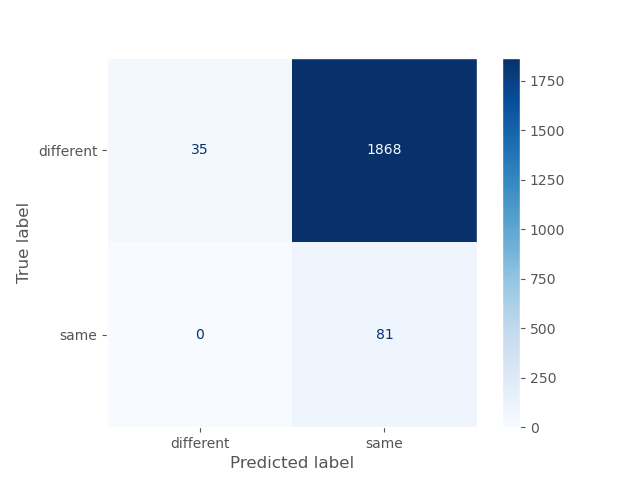 different
35
1868
same
0
81
different
same
Predicted label
True label
1750
1500
1250
1000
750
500
250
0